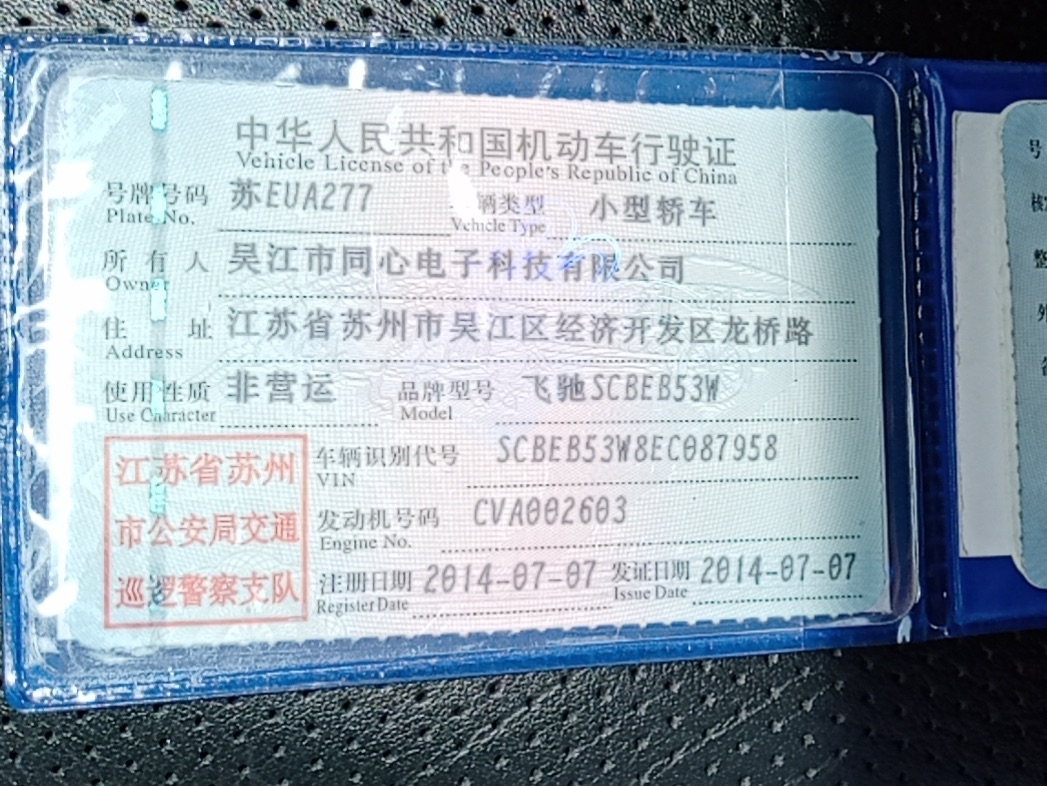 中华人民共和国机动车行驶证
Vehicle License of the People's Republic of China
号牌号码 苏EUA277 辆类型 小型轿车
Plate No. Vehicle Type
所有人 吴江市同心电子科技有限公司
Owner
住址 江苏省苏州市吴江区经济开发区龙桥路
Address
使用性质 非营运 品牌型号 飞驰SCBEB53W
Use Character Model
江苏省苏州
市公安局交通
巡逻警察支队
车辆识别代号 SCBEB53W8EC087958
VIN
发动机号码 CVA002603
Engine No.
注册日期 2014-07-07 发证日期 2014-07-07
Register Date Issue Date
号
核
整
外